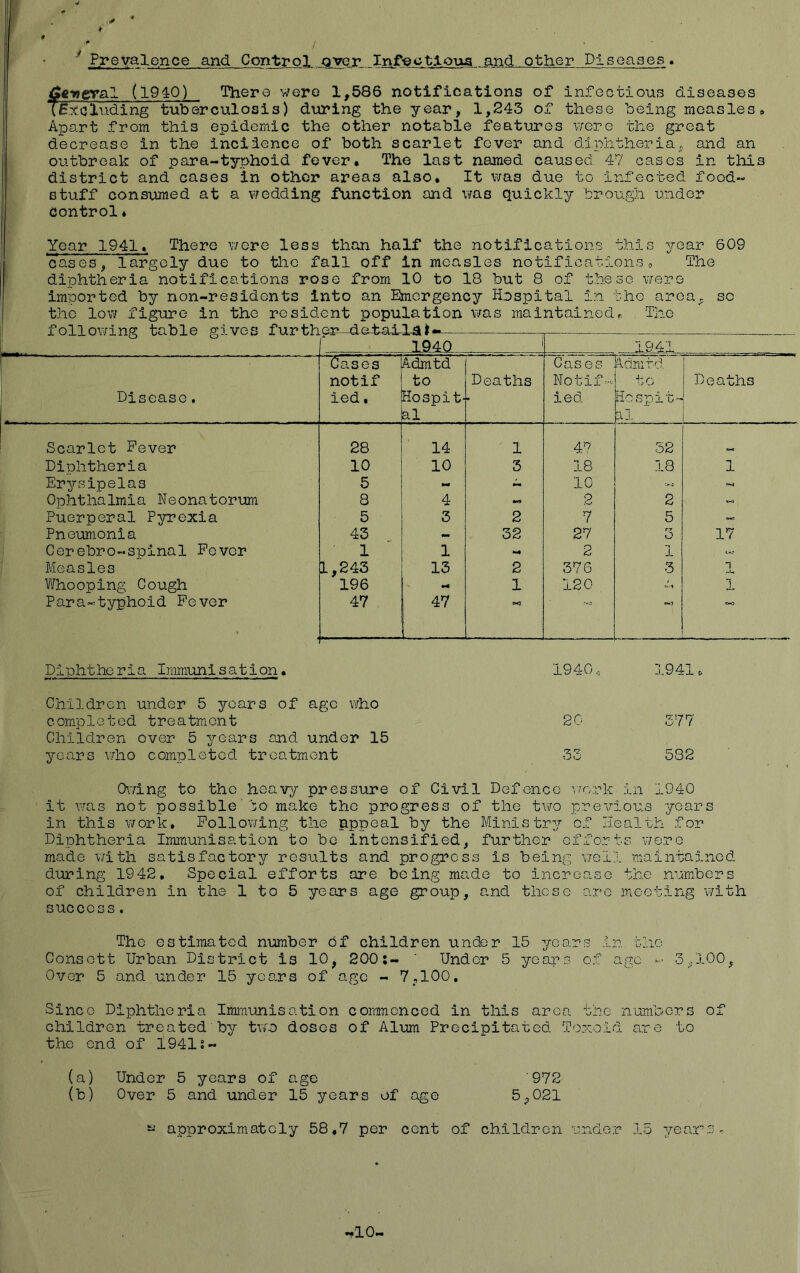 Prevalence and Control over Infectious and other Diseases.
General (1940) There were 1,586 notifications of infectious diseases
(Excluding tuberculosis) during the year, 1,243 of these being measles.
Apart from this epidemic the other notable features were the great
decrease in the incidence of both scarlet fever and diphtheria, and an
outbreak of para-typhoid fever. The last named caused 47 cases in this
district and cases in other areas also. It was due to infected food-
stuff consumed at a wedding function and was quickly brough under
control.
Year 1941. There were less than half the notifications this year 609
cases, largely due to the fall off in measles notifications. The
diphtheria notifications rose from 10 to 18 but 8 of these were
imported by non-residents into an Emergency Hospital in the area, so
the low figure in the resident population was maintained. The
following table gives further details:-
1940 1941
Disease. Cases notified. Admtd to Hospital Deaths Cases Notified Admitd to Hospital Deaths
Scarlet Fever 28 14 1 47 32 -
Diphtheria 10 10 3 18 18 1
Erysipelas 5 - - 10 - -
Ophthalmia Neonatorum 8 4 - 2 2 -
Puerperal Pyrexia 5 3 2 7 5 -
Pneumonia 43 - 32 27 3 17
Cerebro-spinal Fever 1 1 - 2 1 -
Measles 1,243 13 2 376 3 1
Whooping Cough 196 - 1 120 - 1
Para-typhoid Fever 47 47 - - - -
Diphtheria Immunisation. 1940. 1941.
Children under 5 years of age who
completed treatment 20 377
Children over 5 years and under 15
years who completed treatment 33 582
Owing to the heavy pressure of Civil Defence work in 1940
it was not possible to make the progress of the two previous years
in this work. Following the appeal by the Ministry of Health for
Diphtheria Immunisation to be intensified, further efforts were
made with satisfactory results and progress is being well maintained
during 1942. Special efforts are being made to increase the numbers
of children in the 1 to 5 years age group, and these are meeting with
success.
The estimated number of children under 15 years in the
Consett Urban District is 10, 200:- Under 5 years of age - 3,100,
Over 5 and under 15 years of age - 7,100.
Since Diphtheria Immunisation commenced in this area the numbers of
children treated by two doses of Alum Precipitated Toxoid are to
the end of 1941:-
(a) Under 5 years of age 972
(b) Over 5 and under 15 years of age 5,021
= approximately 58.7 per cent of children under 15 years.
-10-